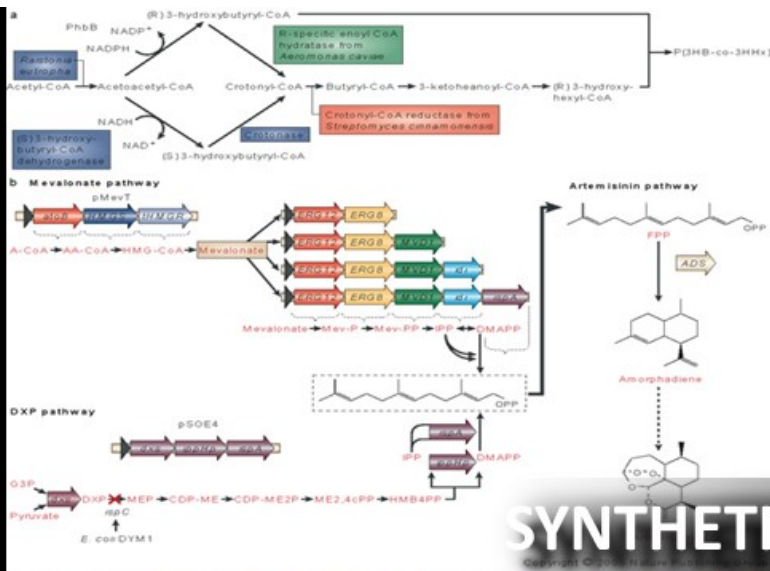 a
(R)3-hydroxybutyryl-CoA
PhbB
NADP+
NADPH
R-specific enoyl CoA
hydratase from
Aeromonas caviae
P(3HB-co-3HHx)
Ralstonia
eutropha
Acetyl-CoA
Acetoacetyl-CoA
Crotonyl-CoA
Butyryl-CoA
3-ketoheanoyl-CoA
(R)3-hydroxy-
hexyl-CoA
NADH
NAD+
Crotonase
Crotonyl-CoA reductase from
Streptomyces cinnamonensis
(S)3-hydroxy-
butyryl-CoA
dehydrogenase
(S)3-hydroxybutyryl-CoA
b Mevalonate pathway
Artemisinin pathway
pMevT
atoB HMGS tHMGR
ERG12 ERG8
A-CoA AA-CoA HMG-CoA Mevalonate
ERG12 ERG8 MVD1
ERG12 ERG8 MVD1 idi
ERG12 ERG8 MVD1 idi ispA
OPP
FPP
ADS
Mevalonate Mev-P Mev-PP IPP DMAPP
Amorphadiene
OPP
DXP pathway
pSOE4
dxs ippHp ispA
ispA
IPP DMAPP
ippHp
G3P
dxs DXP MEP CDP-ME CDP-ME2P ME2,4cPP HMB4PP
Pyruvate
ispC
E. coli DYM1
O O
O
O
SYNTHETI